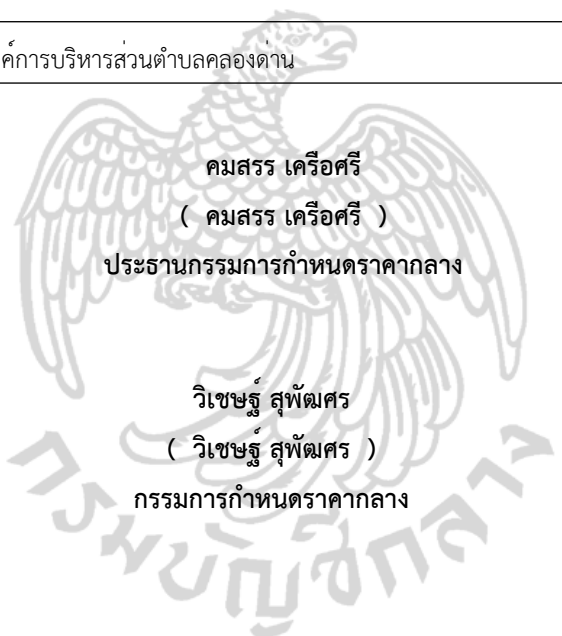 ค์การบริหารส่วนตำบลคลองด่าน
คมสรร เครือศรี
( คมสรร เครือศรี )
ประธานกรรมการกำหนดราคากลาง
วิเชษฐ์ สุพัฒศร
( วิเชษฐ์ สุพัฒศร )
กรรมการกำหนดราคากลาง
กรมบัญชีกลาง